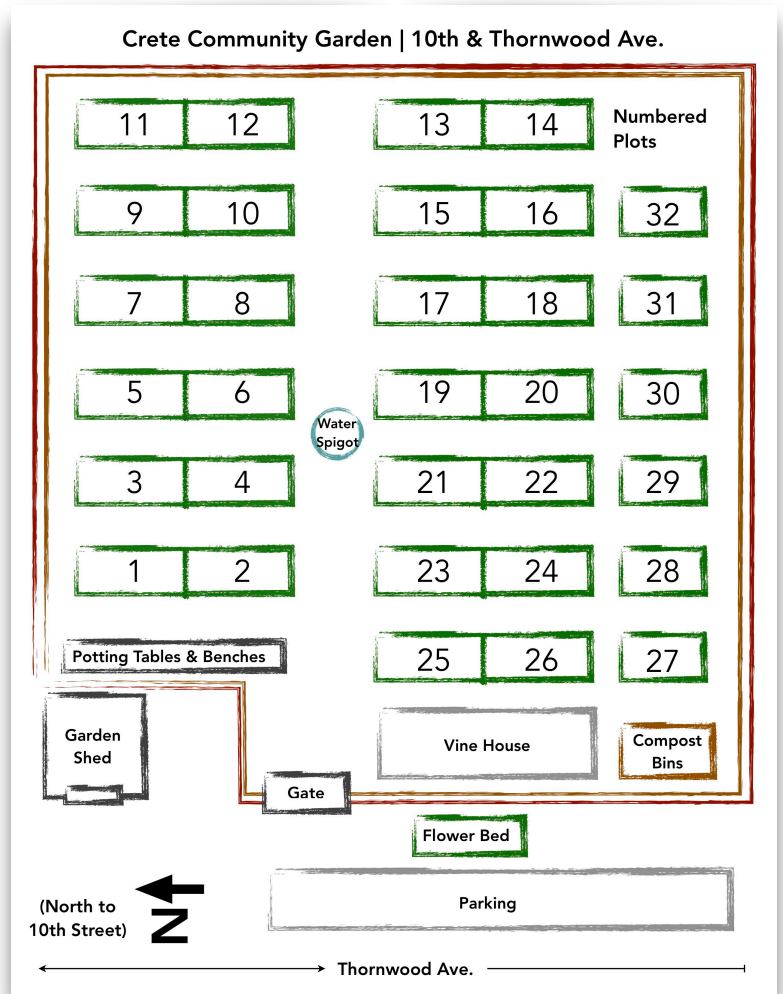 Crete Community Garden | 10th & Thornwood Ave.
11 12 13 14 Numbered
Plots
9 10 15 16 32
7 8 17 18 31
5 6 19 20 30
Water
Spigot
3 4 21 22 29
1 2 23 24 28
Potting Tables & Benches
25 26 27
Garden
Shed
Vine House
Compost
Bins
Gate
Flower Bed
Parking
(North to
10th Street)
N
Thornwood Ave.